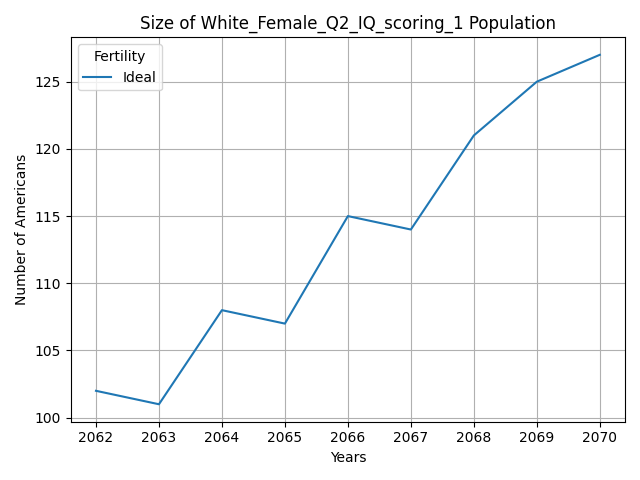 Size of White_Female_Q2_IQ_scoring_1 Population
Fertility
Ideal
Number of Americans
125
120
115
110
105
100
2062 2063 2064 2065 2066 2067 2068 2069 2070
Years